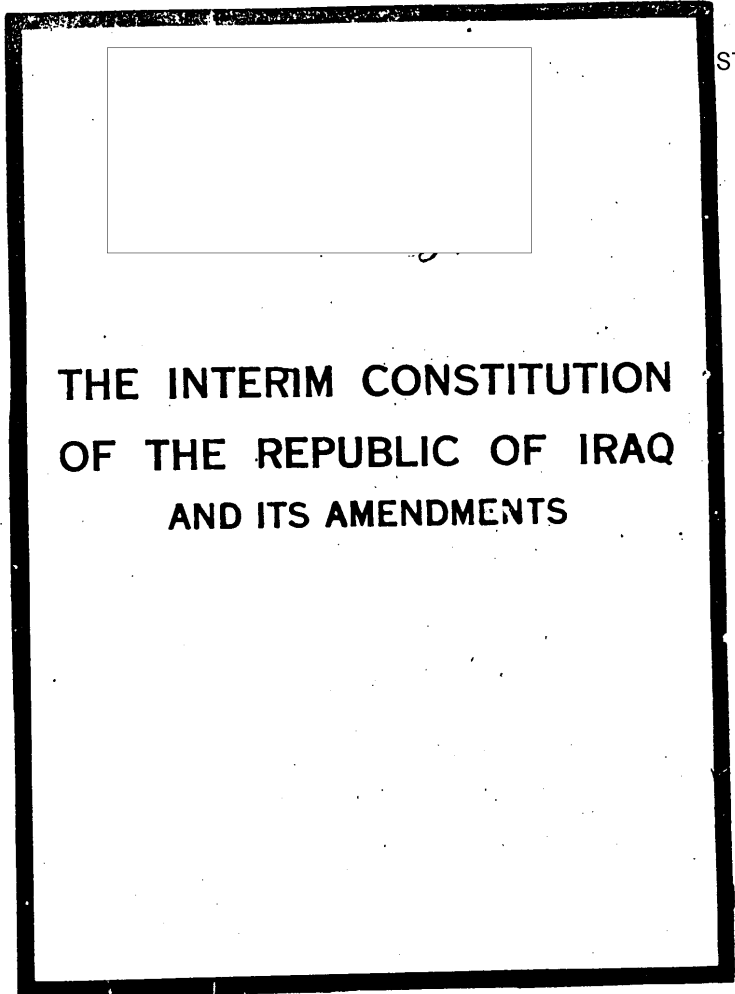 THE INTERIM CONSTITUTION
OF THE REPUBLIC OF IRAQ
AND ITS AMENDMENTS